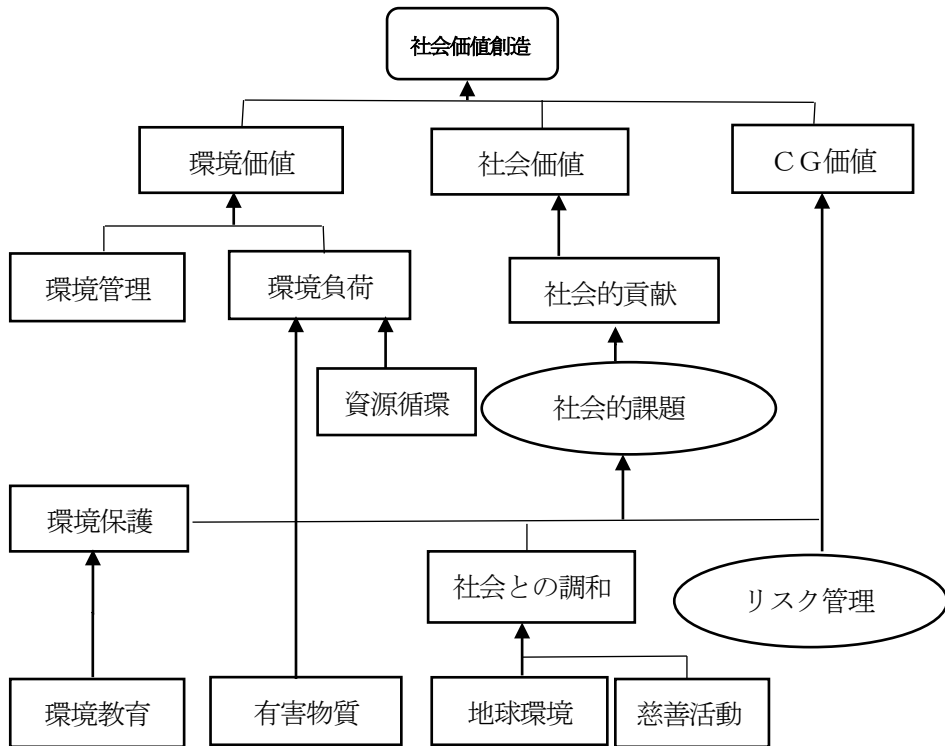 社会価値創造
環境価値
社会価値
ＣＧ価値
環境管理
環境負荷
社会的貢献
資源循環
社会的課題
環境保護
社会との調和
リスク管理
環境教育
有害物質
地球環境
慈善活動